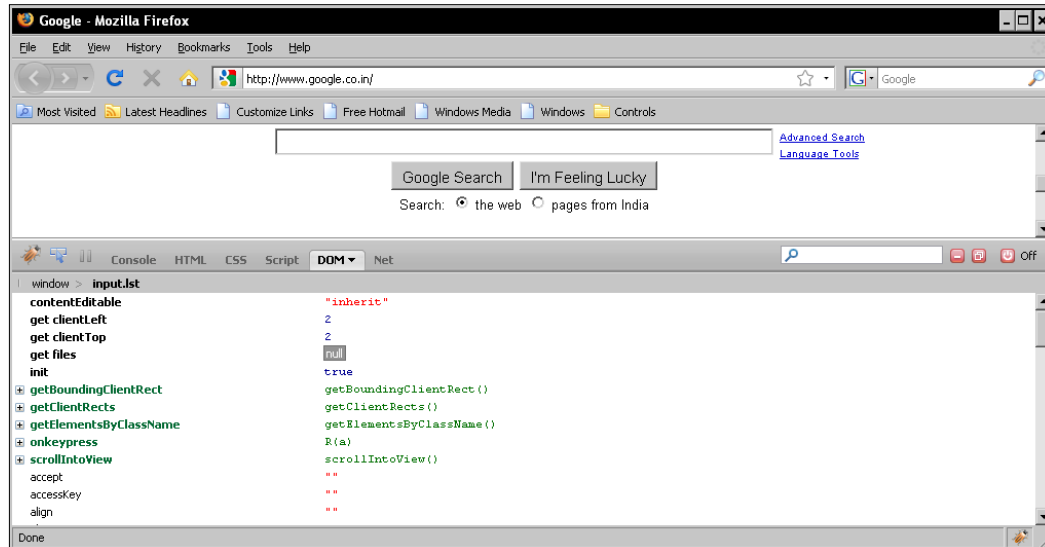 Google - Mozilla Firefox
File Edit View History Bookmarks Tools Help
http://www.google.co.in/ G Google
Most Visited Latest Headlines Customize Links Free Hotmail Windows Media Windows Controls
Advanced Search
Language Tools
Google Search I'm Feeling Lucky
Search: the web pages from India
Console HTML CSS Script DOM Net Off
window > input.lst
contentEditable "inherit"
get clientLeft 2
get clientTop 2
get files null
init true
getBoundingClientRect getBoundingClientRect()
getClientRects getClientRects()
getElementsByClassName getElementsByClassName()
onkeypress R(a)
scrollIntoView scrollIntoView()
accept ""
accessKey ""
align ""
Done